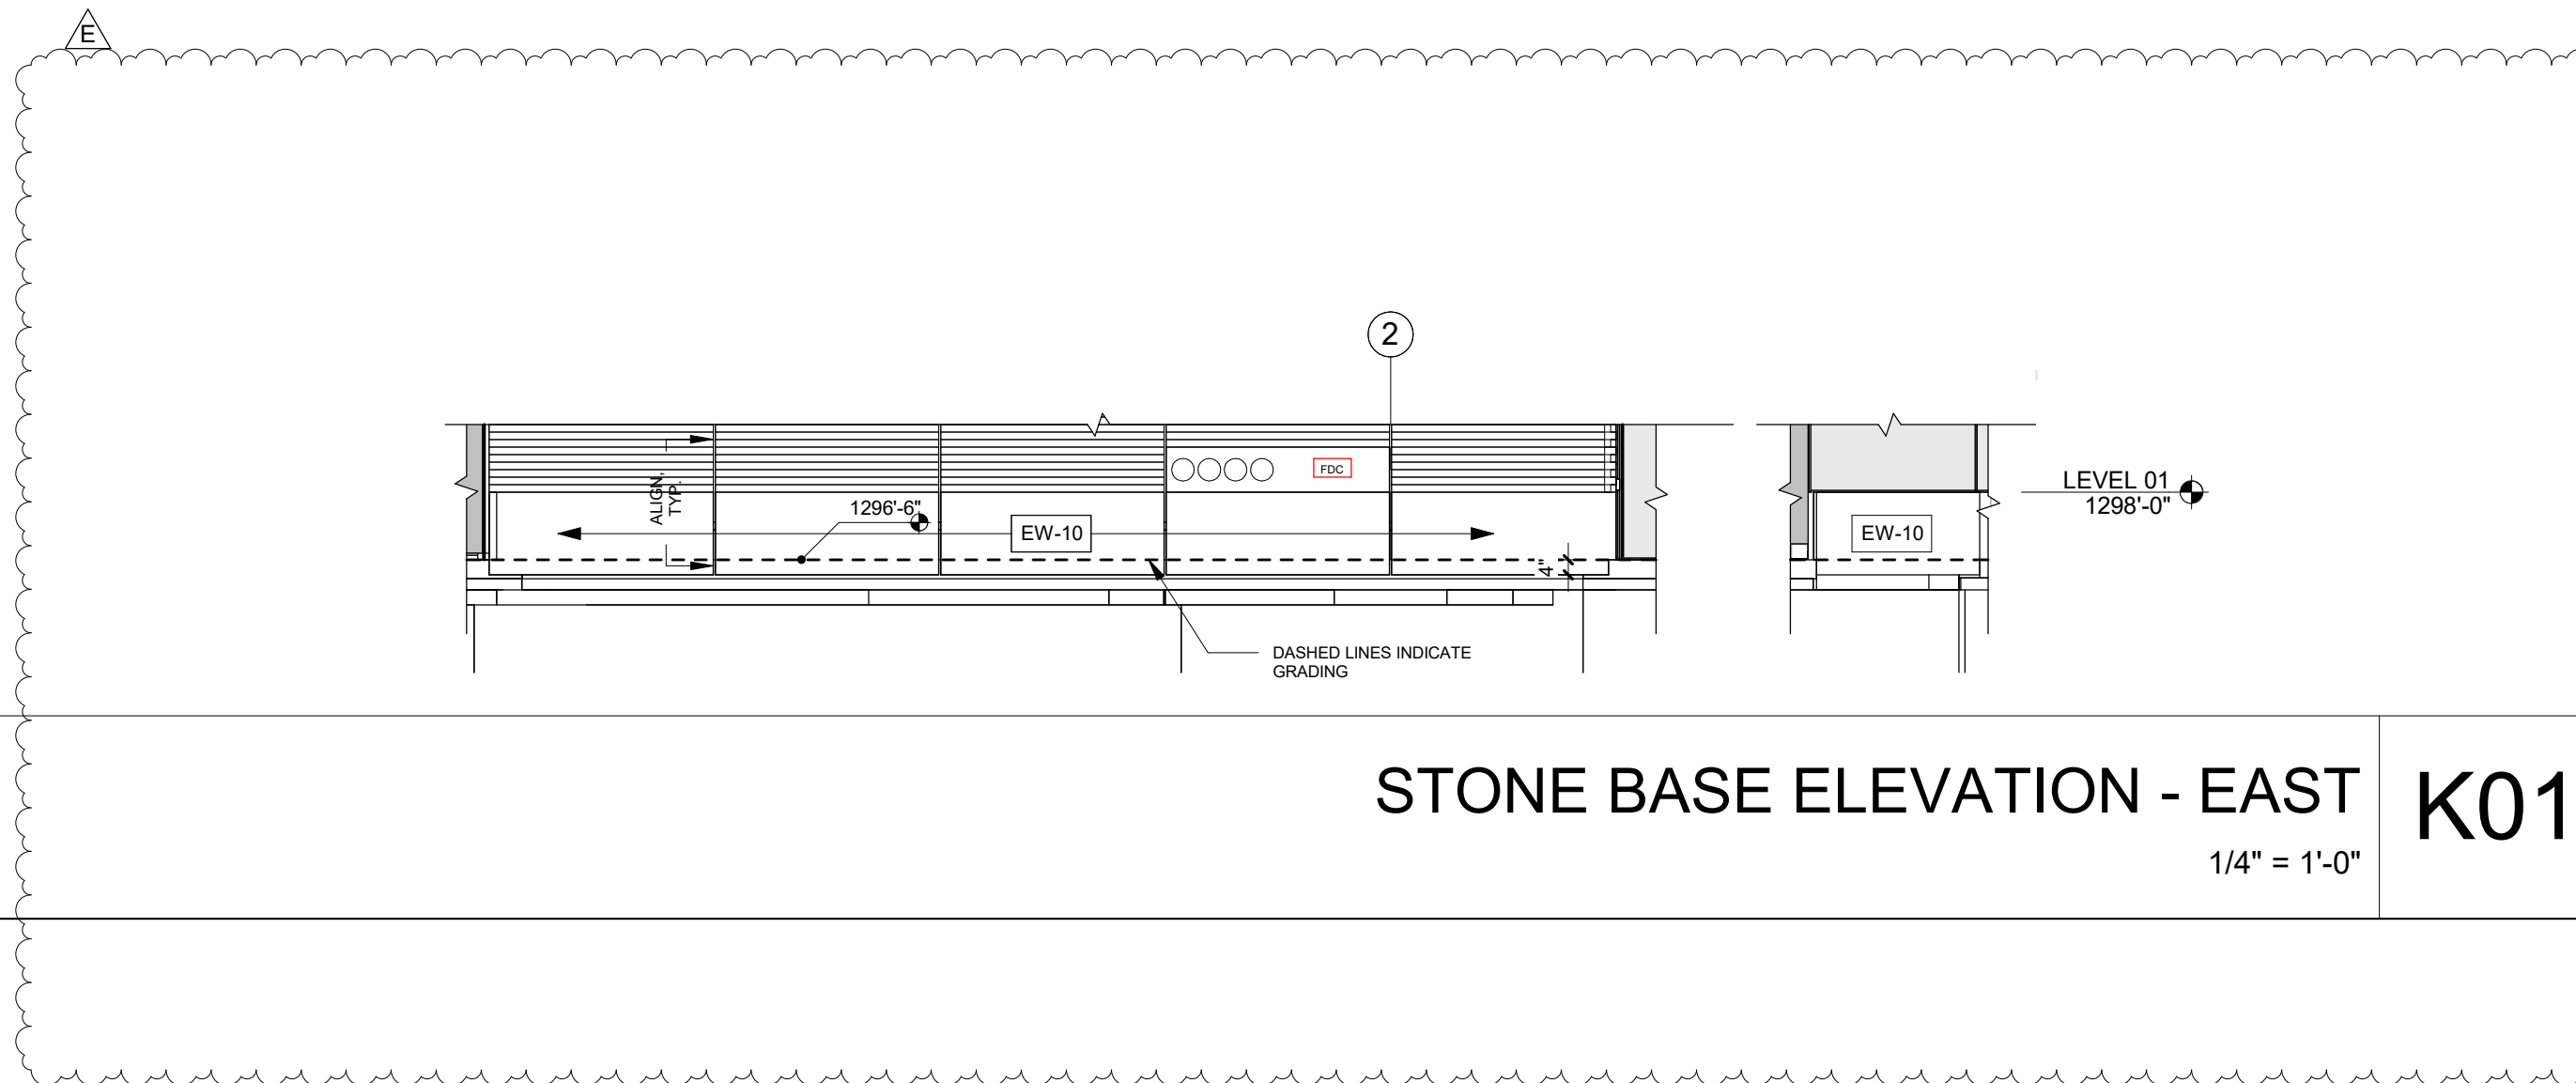 E
2
FDC
ALIGN,
TYP.
1296'-6"
EW-10
EW-10
LEVEL 01
1298'-0"
4"
DASHED LINES INDICATE
GRADING
STONE BASE ELEVATION - EAST
K01
1/4" = 1'-0"